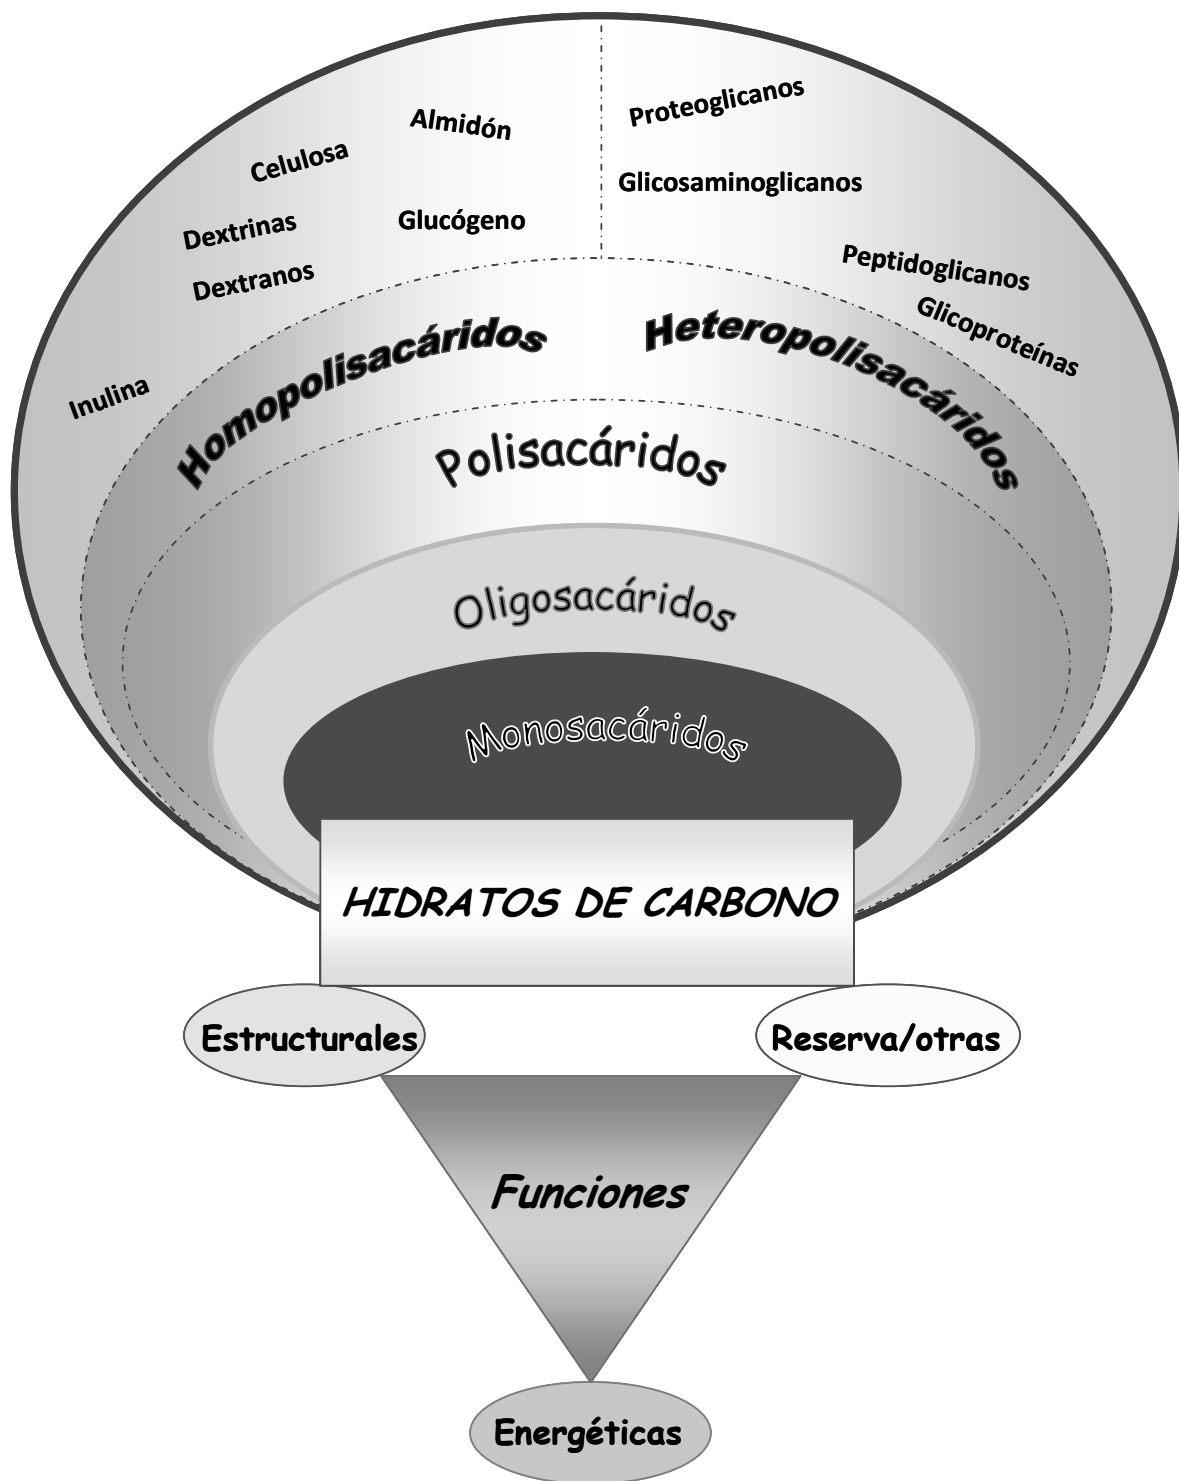 Proteoglicanos
Almidón
Celulosa
Glicosaminoglicanos
Dextrinas
Glucógeno
Dextranos
Peptidoglicanos
Glicoproteínas
Inulina
Homopolisacáridos
Heteropolisacáridos
Polisacáridos
Oligosacáridos
Monosacáridos
HIDRATOS DE CARBONO
Estructurales
Reserva/otras
Funciones
Energéticas